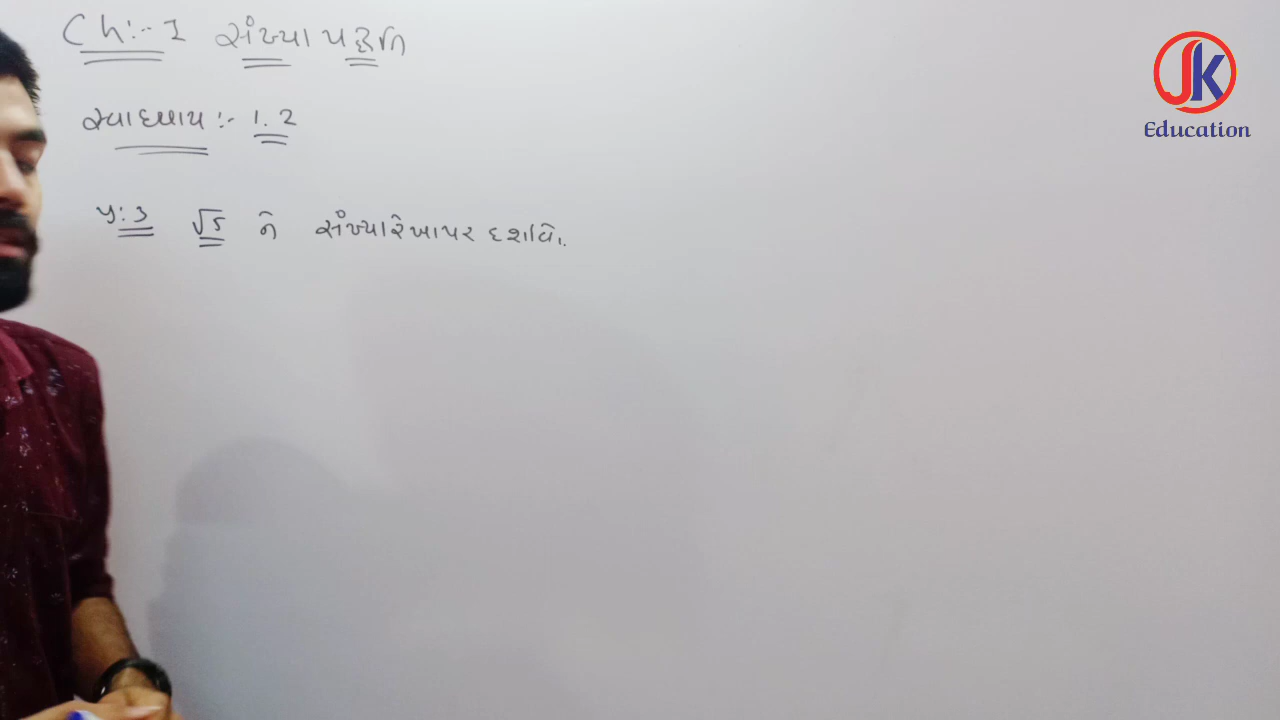 Ch:- 1 સંખ્યા પદ્ધતિ
સ્વાધ્યાય :- 1.2
પ્ર:3 √5 ને સંખ્યારેખા પર દર્શાવો.
JK
Education